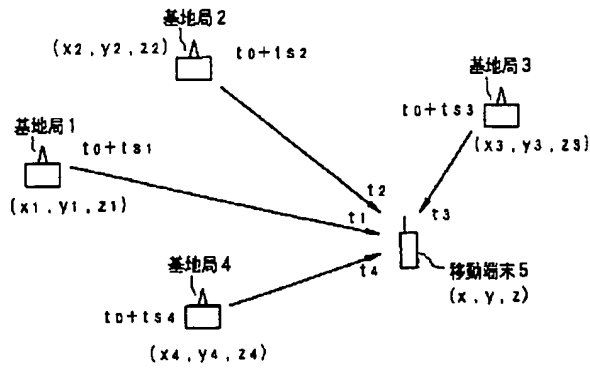 基地局2
(x2,y2,z2)
t0+ts2
基地局3
t0+ts3
(x3,y3,z3)
基地局1
t0+ts1
(x1,y1,z1)
t2
t1
t3
t4
基地局4
t0+ts4
(x4,y4,z4)
移動端末5
(x,y,z)